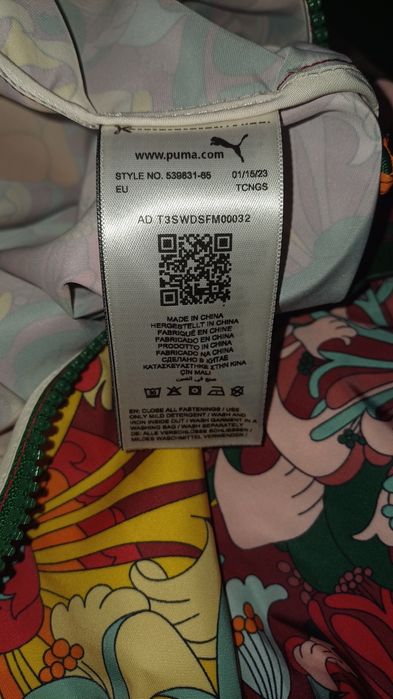 www.puma.com
STYLE NO. 539831-65 01/15/23
EU TCNGS
AD T3SWDSFM00032
MADE IN CHINA
HERGESTELLT IN CHINA
FABRIQUÉ EN CHINE
FABRICADO EN CHINA
PRODOTTO IN CHINA
FABRICADO NA CHINA
СДЕЛАНО В КИТАЕ
ΚΑΤΑΣΚΕΥΑΣΤΗΚΕ ΣΤΗΝ ΚΙΝΑ
ÇİN MALI
صنع في الصين
EN: CLOSE ALL FASTENINGS / USE
ONLY MILD DETERGENT / WASH AND
IRON INSIDE OUT / WASH GARMENT IN A
WASHING BAG / WASH SEPARATELY
DE: ALLE VERSCHLÜSSE SCHLIESSEN /
MILDES WASCHMITTEL VERWENDEN /